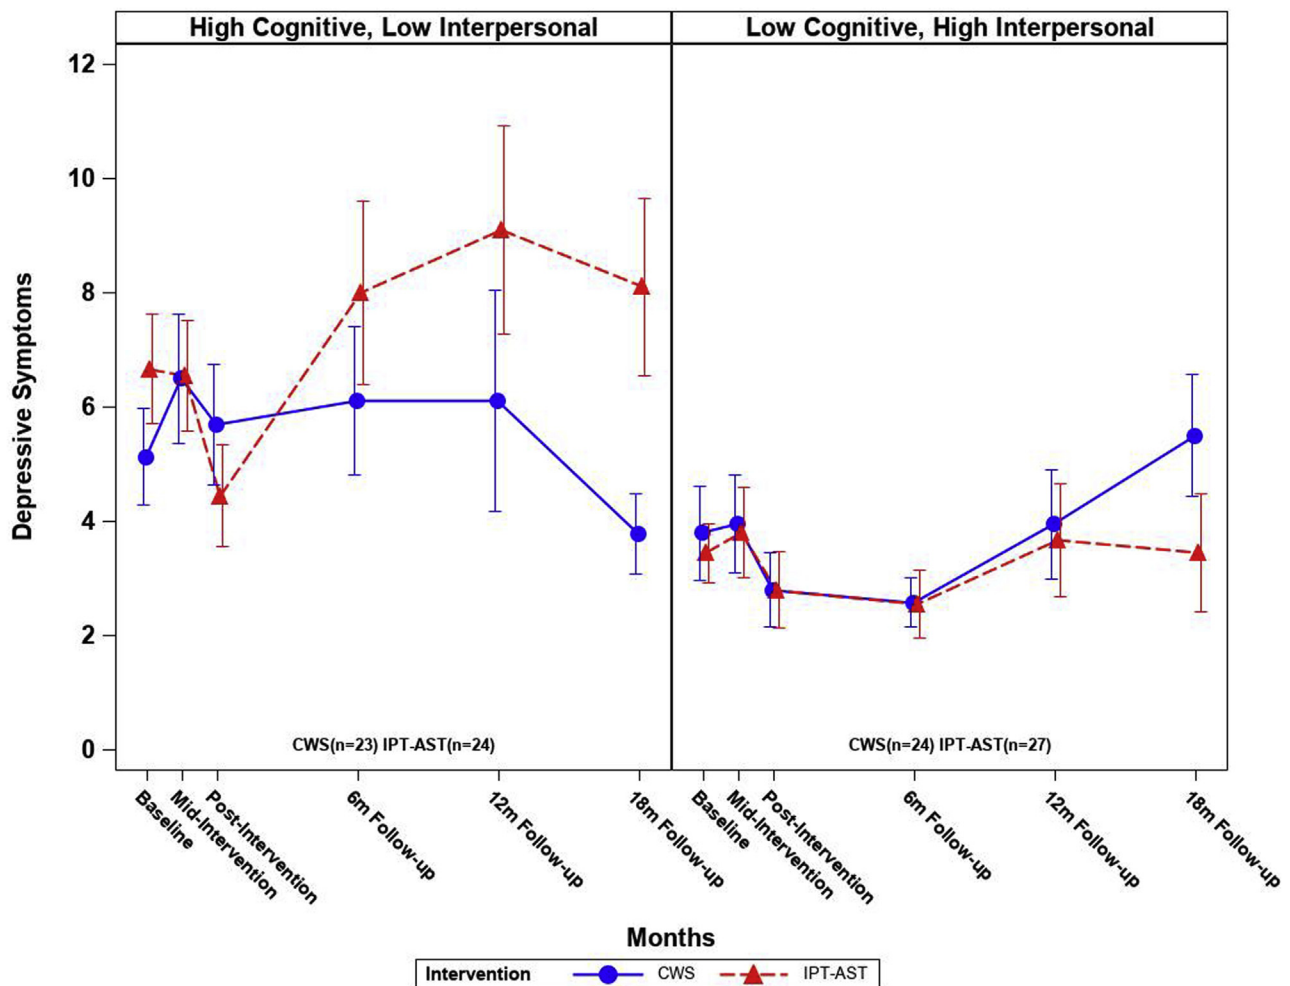 High Cognitive, Low Interpersonal
Low Cognitive, High Interpersonal
Depressive Symptoms
12
10
8
6
4
2
0
CWS(n=23) IPT-AST(n=24)
CWS(n=24) IPT-AST(n=27)
Baseline
Mid-Intervention
Post-Intervention
6m Follow-up
12m Follow-up
18m Follow-up
Baseline
Mid-Intervention
Post-Intervention
6m Follow-up
12m Follow-up
18m Follow-up
Months
Intervention CWS IPT-AST